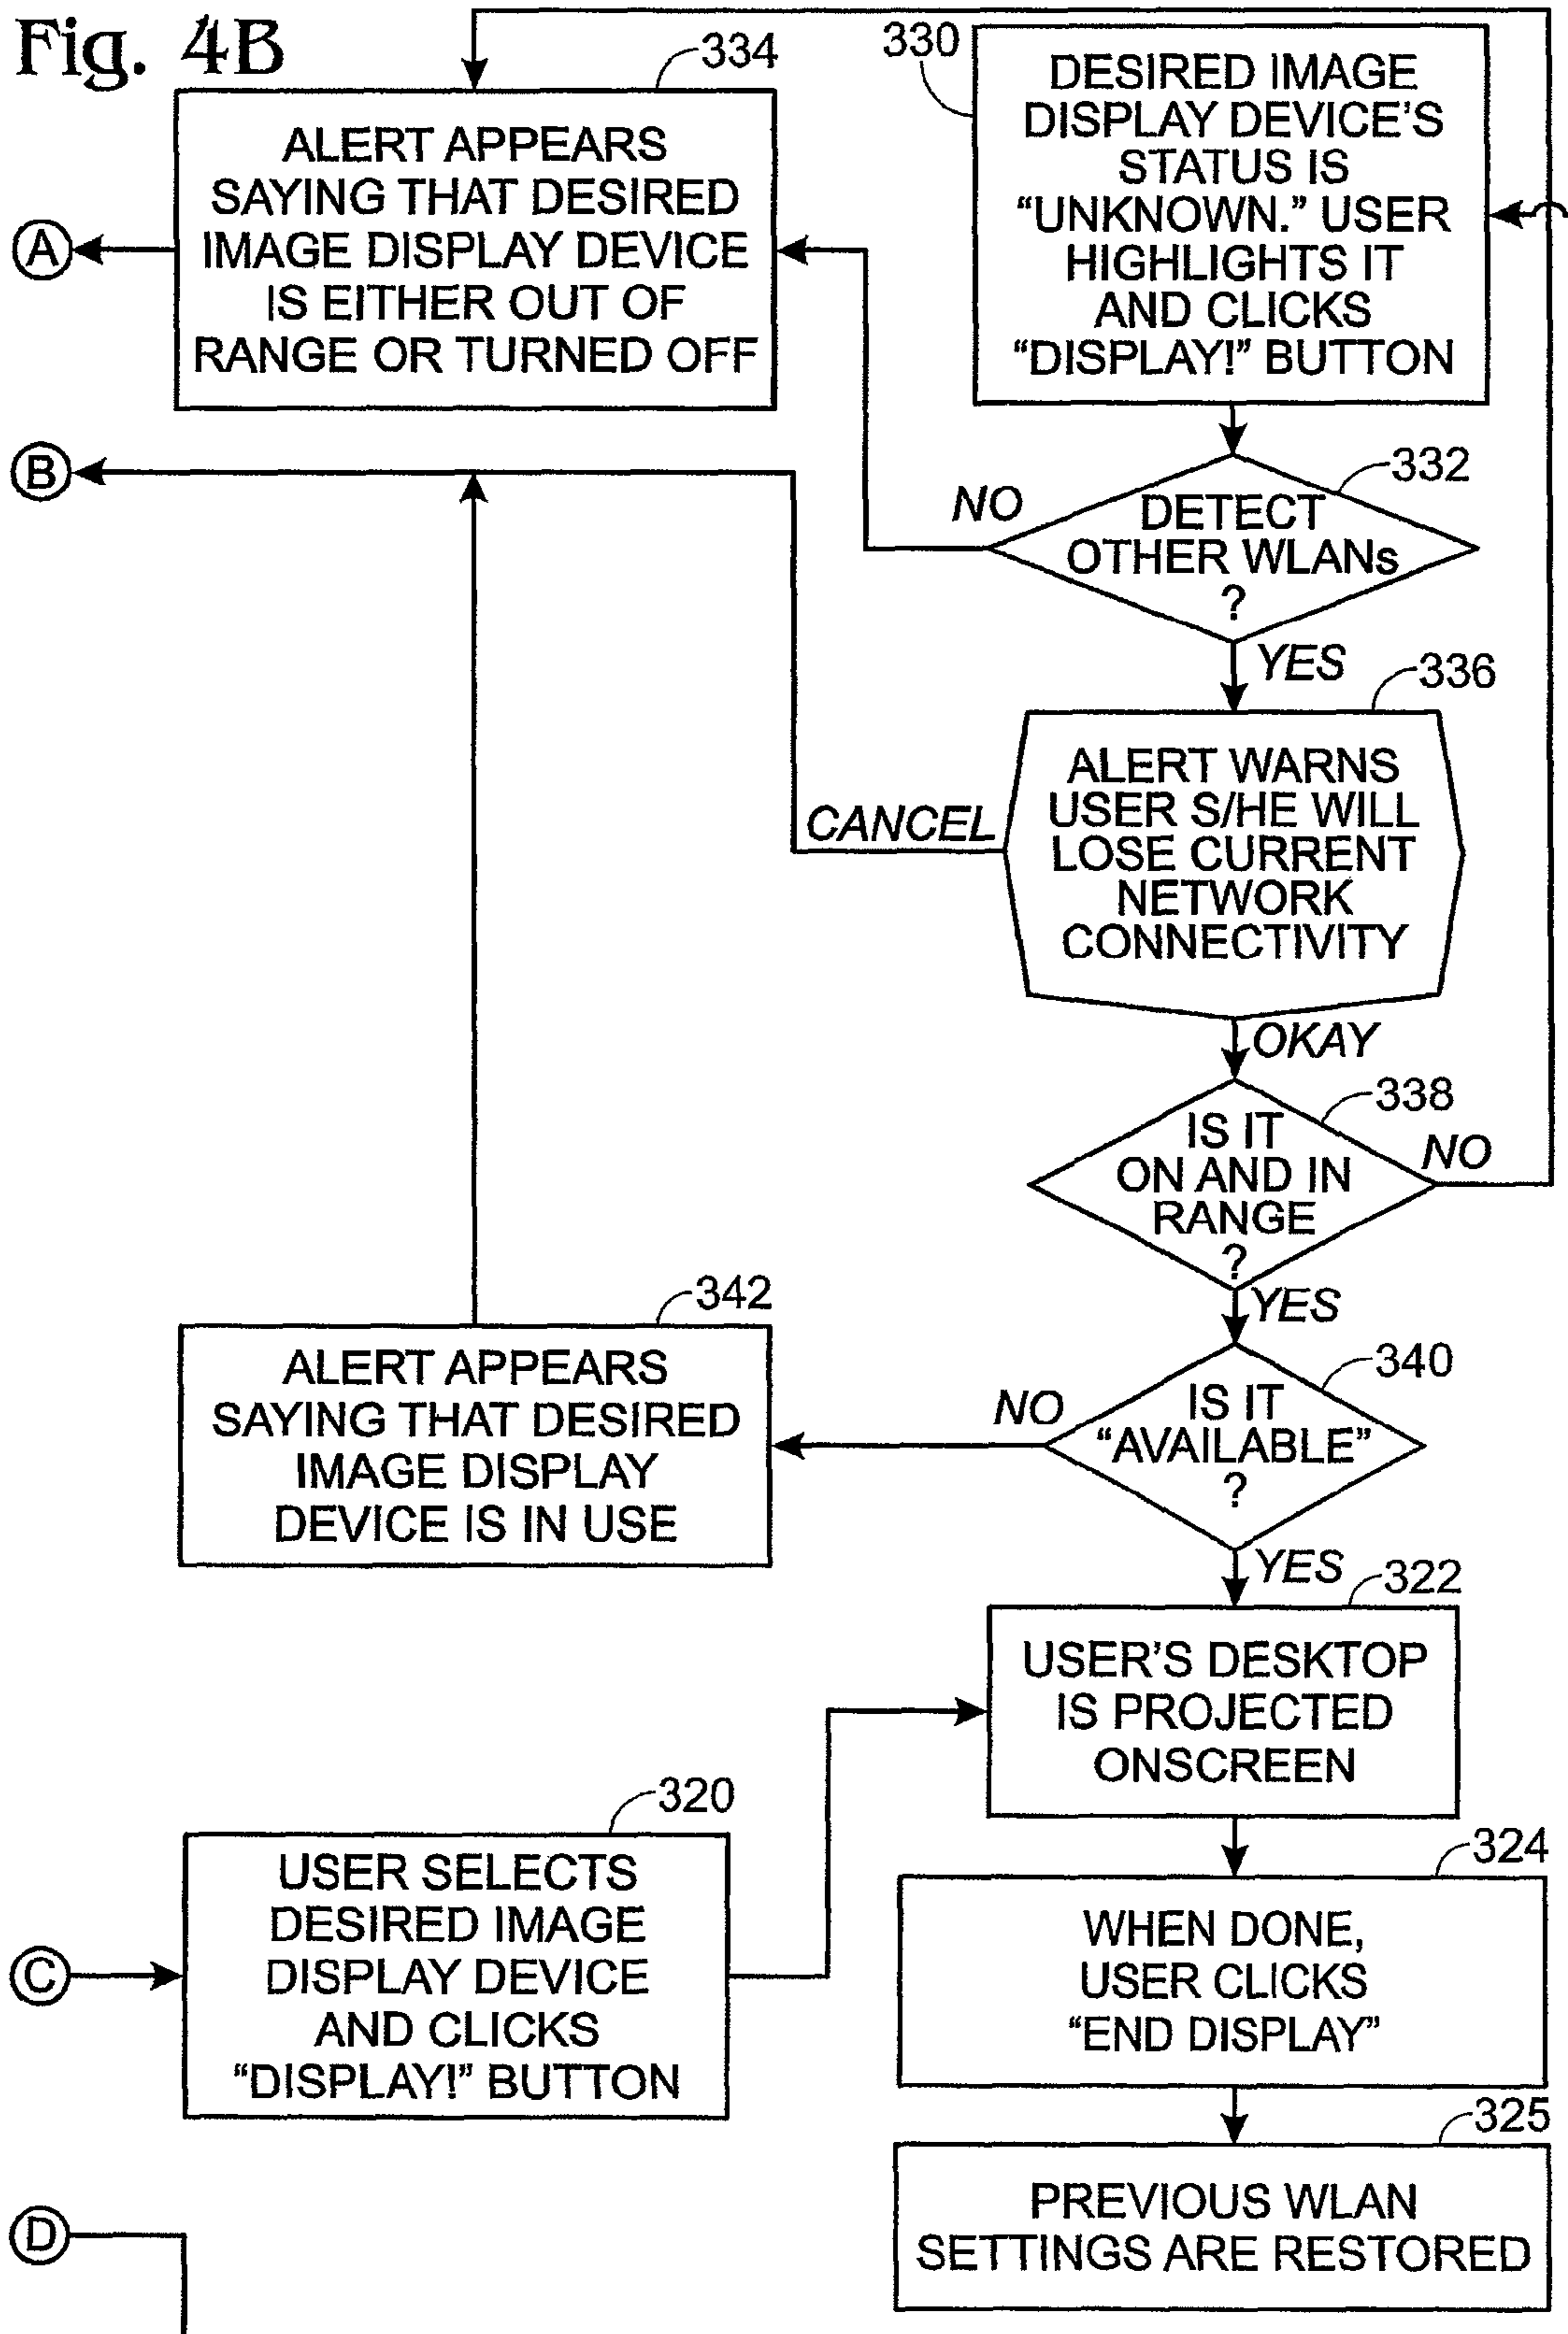 Fig. 4B
334
ALERT APPEARS
SAYING THAT DESIRED
IMAGE DISPLAY DEVICE
IS EITHER OUT OF
RANGE OR TURNED OFF
330
DESIRED IMAGE
DISPLAY DEVICE’S
STATUS IS
“UNKNOWN.” USER
HIGHLIGHTS IT
AND CLICKS
“DISPLAY!” BUTTON
A
B
332
DETECT
OTHER WLANs
?
NO
YES
336
ALERT WARNS
USER S/HE WILL
LOSE CURRENT
NETWORK
CONNECTIVITY
CANCEL
OKAY
338
IS IT
ON AND IN
RANGE
?
NO
YES
340
IS IT
“AVAILABLE”
?
NO
YES
342
ALERT APPEARS
SAYING THAT DESIRED
IMAGE DISPLAY
DEVICE IS IN USE
322
USER’S DESKTOP
IS PROJECTED
ONSCREEN
320
USER SELECTS
DESIRED IMAGE
DISPLAY DEVICE
AND CLICKS
“DISPLAY!” BUTTON
C
324
WHEN DONE,
USER CLICKS
“END DISPLAY”
325
PREVIOUS WLAN
SETTINGS ARE RESTORED
D